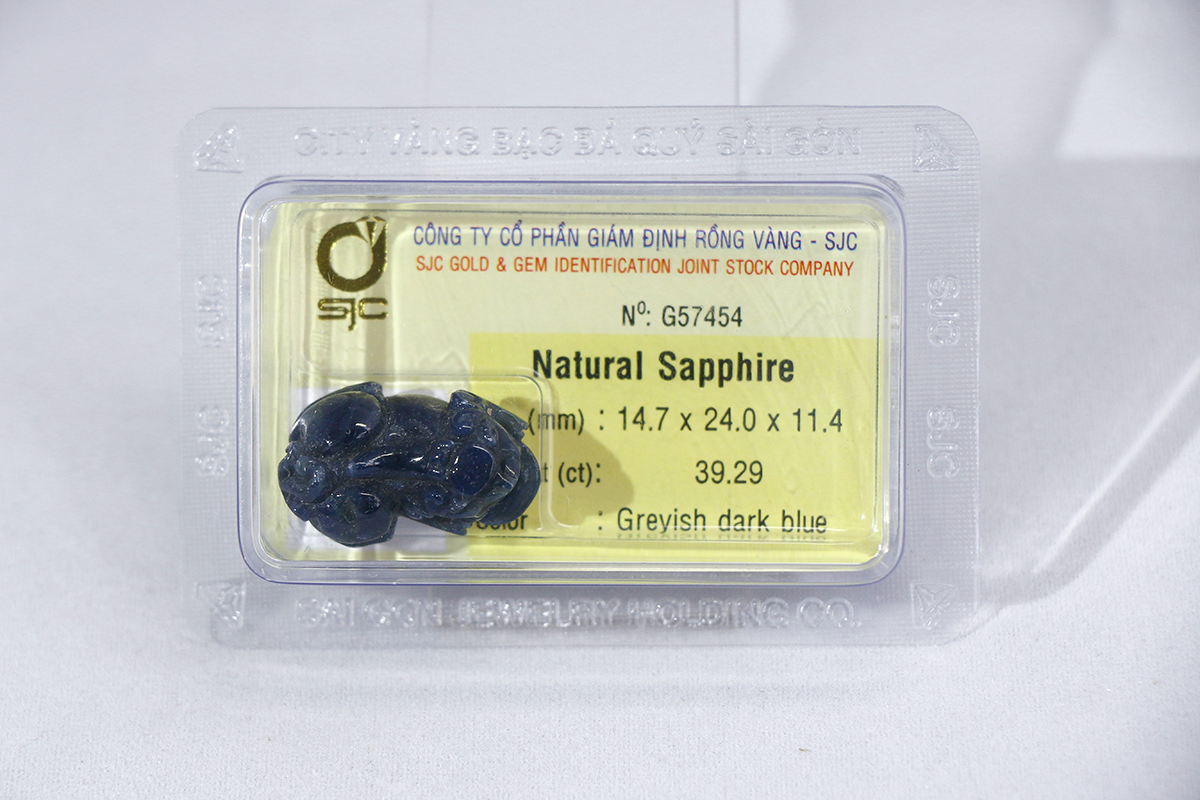 C.TY VÀNG BẠC ĐÁ QUÝ SÀI GÒN
SJC
CÔNG TY CỔ PHẦN GIÁM ĐỊNH RỒNG VÀNG - SJC
SJC GOLD & GEM IDENTIFICATION JOINT STOCK COMPANY
Nº: G57454
Natural Sapphire
(mm) : 14.7 x 24.0 x 11.4
(ct): 39.29
Color : Greyish dark blue
SJC
SJC
SJC
SJC
SAI GON JEWELRY HOLDING CO.